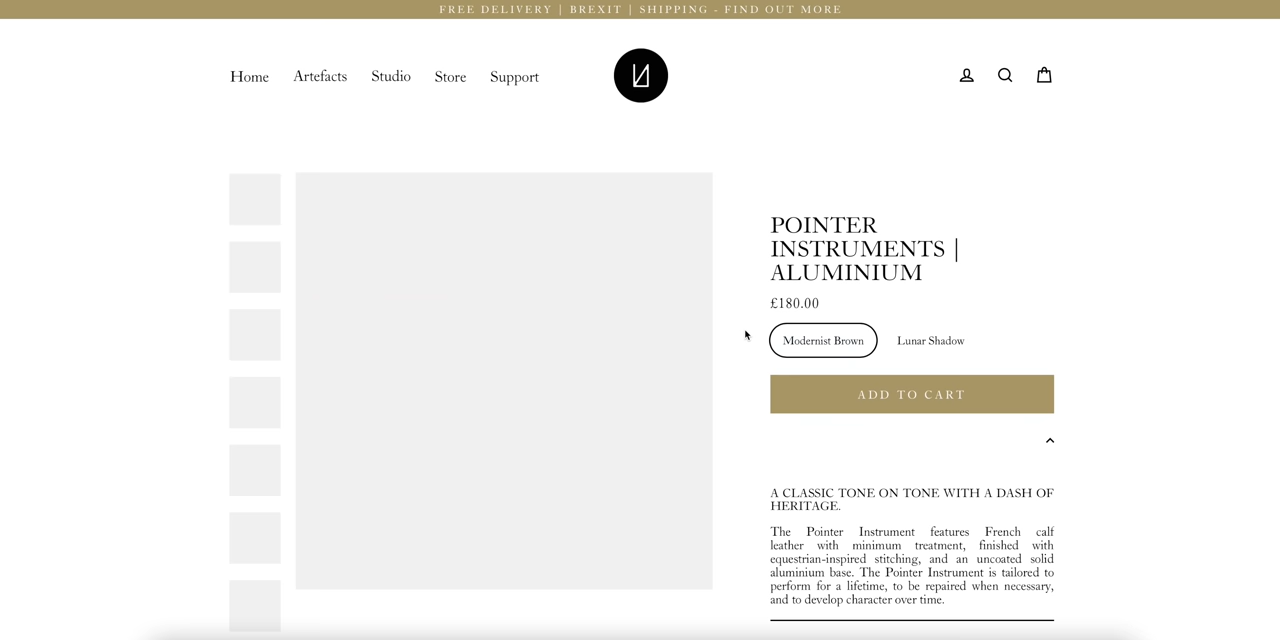 FREE DELIVERY | BREXIT | SHIPPING - FIND OUT MORE
Home Artefacts Studio Store Support
POINTER
INSTRUMENTS |
ALUMINIUM
£180.00
Modernist Brown Lunar Shadow
ADD TO CART
A CLASSIC TONE ON TONE WITH A DASH OF
HERITAGE.
The Pointer Instrument features French calf
leather with minimum treatment, finished with
equestrian-inspired stitching, and an uncoated solid
aluminium base. The Pointer Instrument is tailored to
perform for a lifetime, to be repaired when necessary,
and to develop character over time.